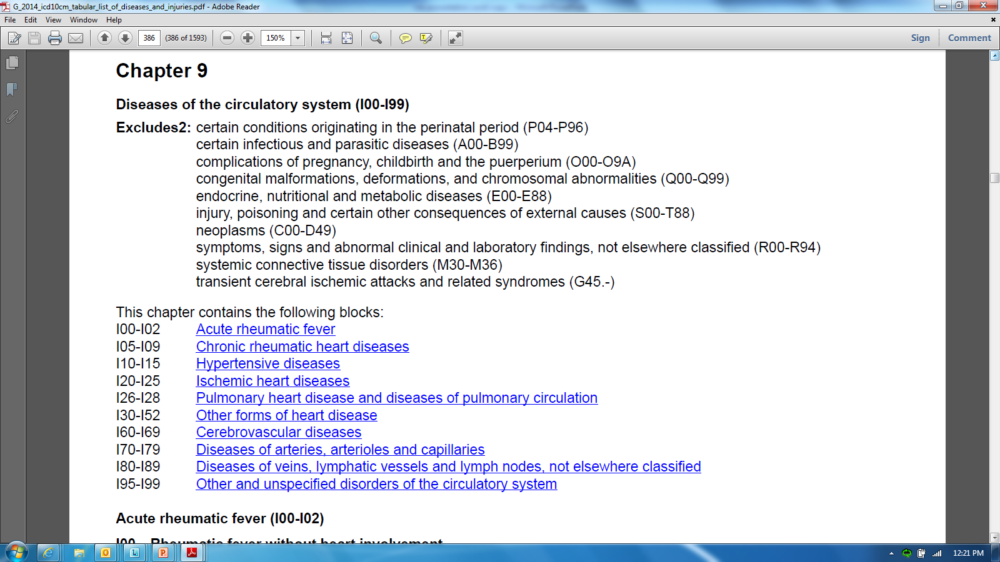 G_2014_icd10cm_tabular_list_of_diseases_and_injuries.pdf - Adobe Reader
File Edit View Window Help
386 (386 of 1593) 150% Sign Comment
Chapter 9
Diseases of the circulatory system (I00-I99)
Excludes2: certain conditions originating in the perinatal period (P04-P96)
certain infectious and parasitic diseases (A00-B99)
complications of pregnancy, childbirth and the puerperium (O00-O9A)
congenital malformations, deformations, and chromosomal abnormalities (Q00-Q99)
endocrine, nutritional and metabolic diseases (E00-E88)
injury, poisoning and certain other consequences of external causes (S00-T88)
neoplasms (C00-D49)
symptoms, signs and abnormal clinical and laboratory findings, not elsewhere classified (R00-R94)
systemic connective tissue disorders (M30-M36)
transient cerebral ischemic attacks and related syndromes (G45.-)
This chapter contains the following blocks:
I00-I02 Acute rheumatic fever
I05-I09 Chronic rheumatic heart diseases
I10-I15 Hypertensive diseases
I20-I25 Ischemic heart diseases
I26-I28 Pulmonary heart disease and diseases of pulmonary circulation
I30-I52 Other forms of heart disease
I60-I69 Cerebrovascular diseases
I70-I79 Diseases of arteries, arterioles and capillaries
I80-I89 Diseases of veins, lymphatic vessels and lymph nodes, not elsewhere classified
I95-I99 Other and unspecified disorders of the circulatory system
Acute rheumatic fever (I00-I02)
I00 Rheumatic fever without heart involvement
12:21 PM